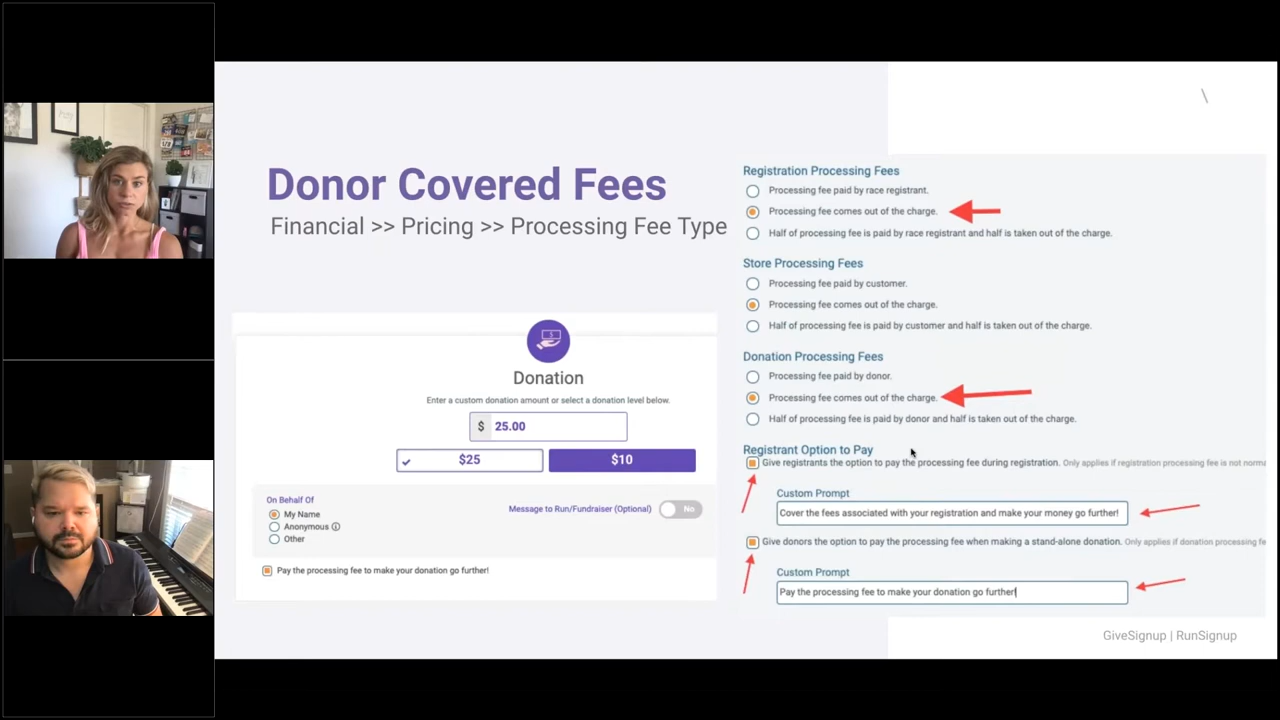 Donor Covered Fees
Financial >> Pricing >> Processing Fee Type
Donation
Enter a custom donation amount or select a donation level below.
$ 25.00
$25 $10
On Behalf Of
My Name
Anonymous
Other
Message to Run/Fundraiser (Optional) No
Pay the processing fee to make your donation go further!
Registration Processing Fees
Processing fee paid by race registrant.
Processing fee comes out of the charge.
Half of processing fee is paid by race registrant and half is taken out of the charge.
Store Processing Fees
Processing fee paid by customer.
Processing fee comes out of the charge.
Half of processing fee is paid by customer and half is taken out of the charge.
Donation Processing Fees
Processing fee paid by donor.
Processing fee comes out of the charge.
Half of processing fee is paid by donor and half is taken out of the charge.
Registrant Option to Pay
Give registrants the option to pay the processing fee during registration. Only applies if registration processing fee is not norma
Custom Prompt
Cover the fees associated with your registration and make your money go further!
Give donors the option to pay the processing fee when making a stand-alone donation. Only applies if donation processing fe
Custom Prompt
Pay the processing fee to make your donation go further!
GiveSignup | RunSignup